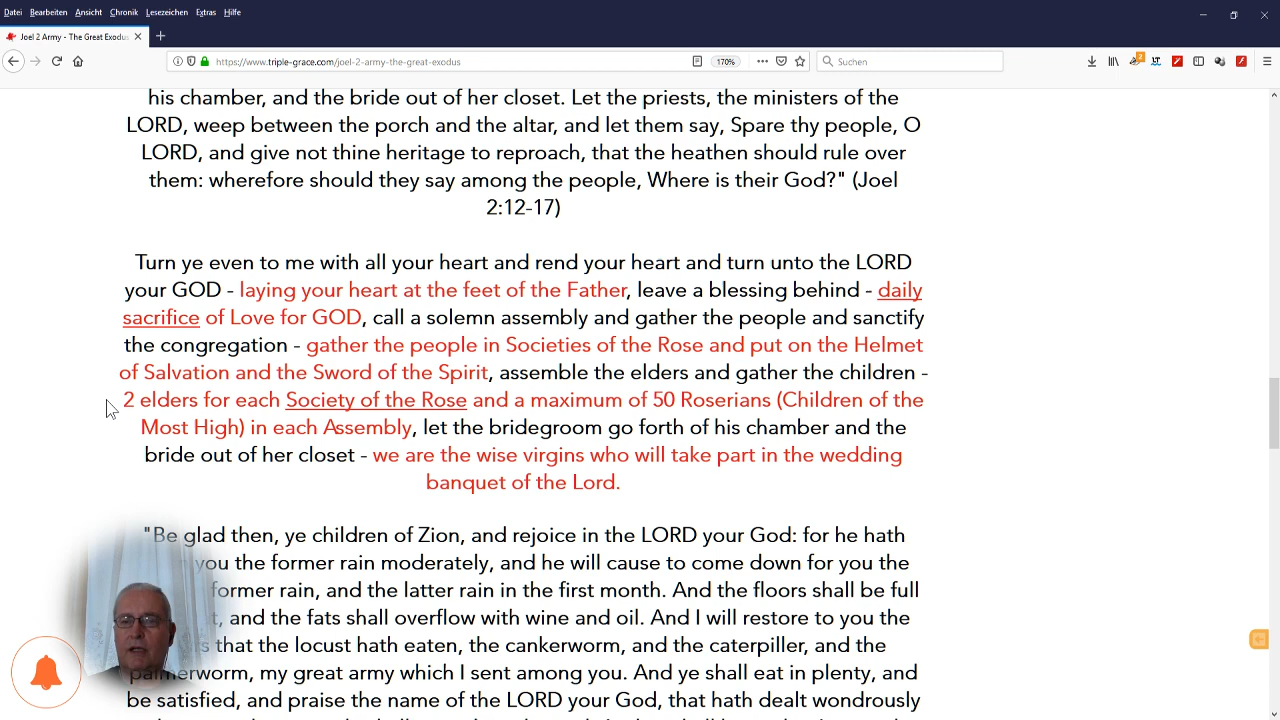 Datei Bearbeiten Ansicht Chronik Lesezeichen Extras Hilfe
Joel 2 Army - The Great Exodus
https://www.triple-grace.com/joel-2-army-the-great-exodus 170% Suchen
his chamber, and the bride out of her closet. Let the priests, the ministers of the
LORD, weep between the porch and the altar, and let them say, Spare thy people, O
LORD, and give not thine heritage to reproach, that the heathen should rule over
them: wherefore should they say among the people, Where is their God?" (Joel
2:12-17)
Turn ye even to me with all your heart and rend your heart and turn unto the LORD
your GOD - laying your heart at the feet of the Father, leave a blessing behind - daily
sacrifice of Love for GOD, call a solemn assembly and gather the people and sanctify
the congregation - gather the people in Societies of the Rose and put on the Helmet
of Salvation and the Sword of the Spirit, assemble the elders and gather the children -
2 elders for each Society of the Rose and a maximum of 50 Roserians (Children of the
Most High) in each Assembly, let the bridegroom go forth of his chamber and the
bride out of her closet - we are the wise virgins who will take part in the wedding
banquet of the Lord.
"Be glad then, ye children of Zion, and rejoice in the LORD your God: for he hath
you the former rain moderately, and he will cause to come down for you the
former rain, and the latter rain in the first month. And the floors shall be full
and the fats shall overflow with wine and oil. And I will restore to you the
that the locust hath eaten, the cankerworm, and the caterpiller, and the
palmerworm, my great army which I sent among you. And ye shall eat in plenty, and
be satisfied, and praise the name of the LORD your God, that hath dealt wondrously